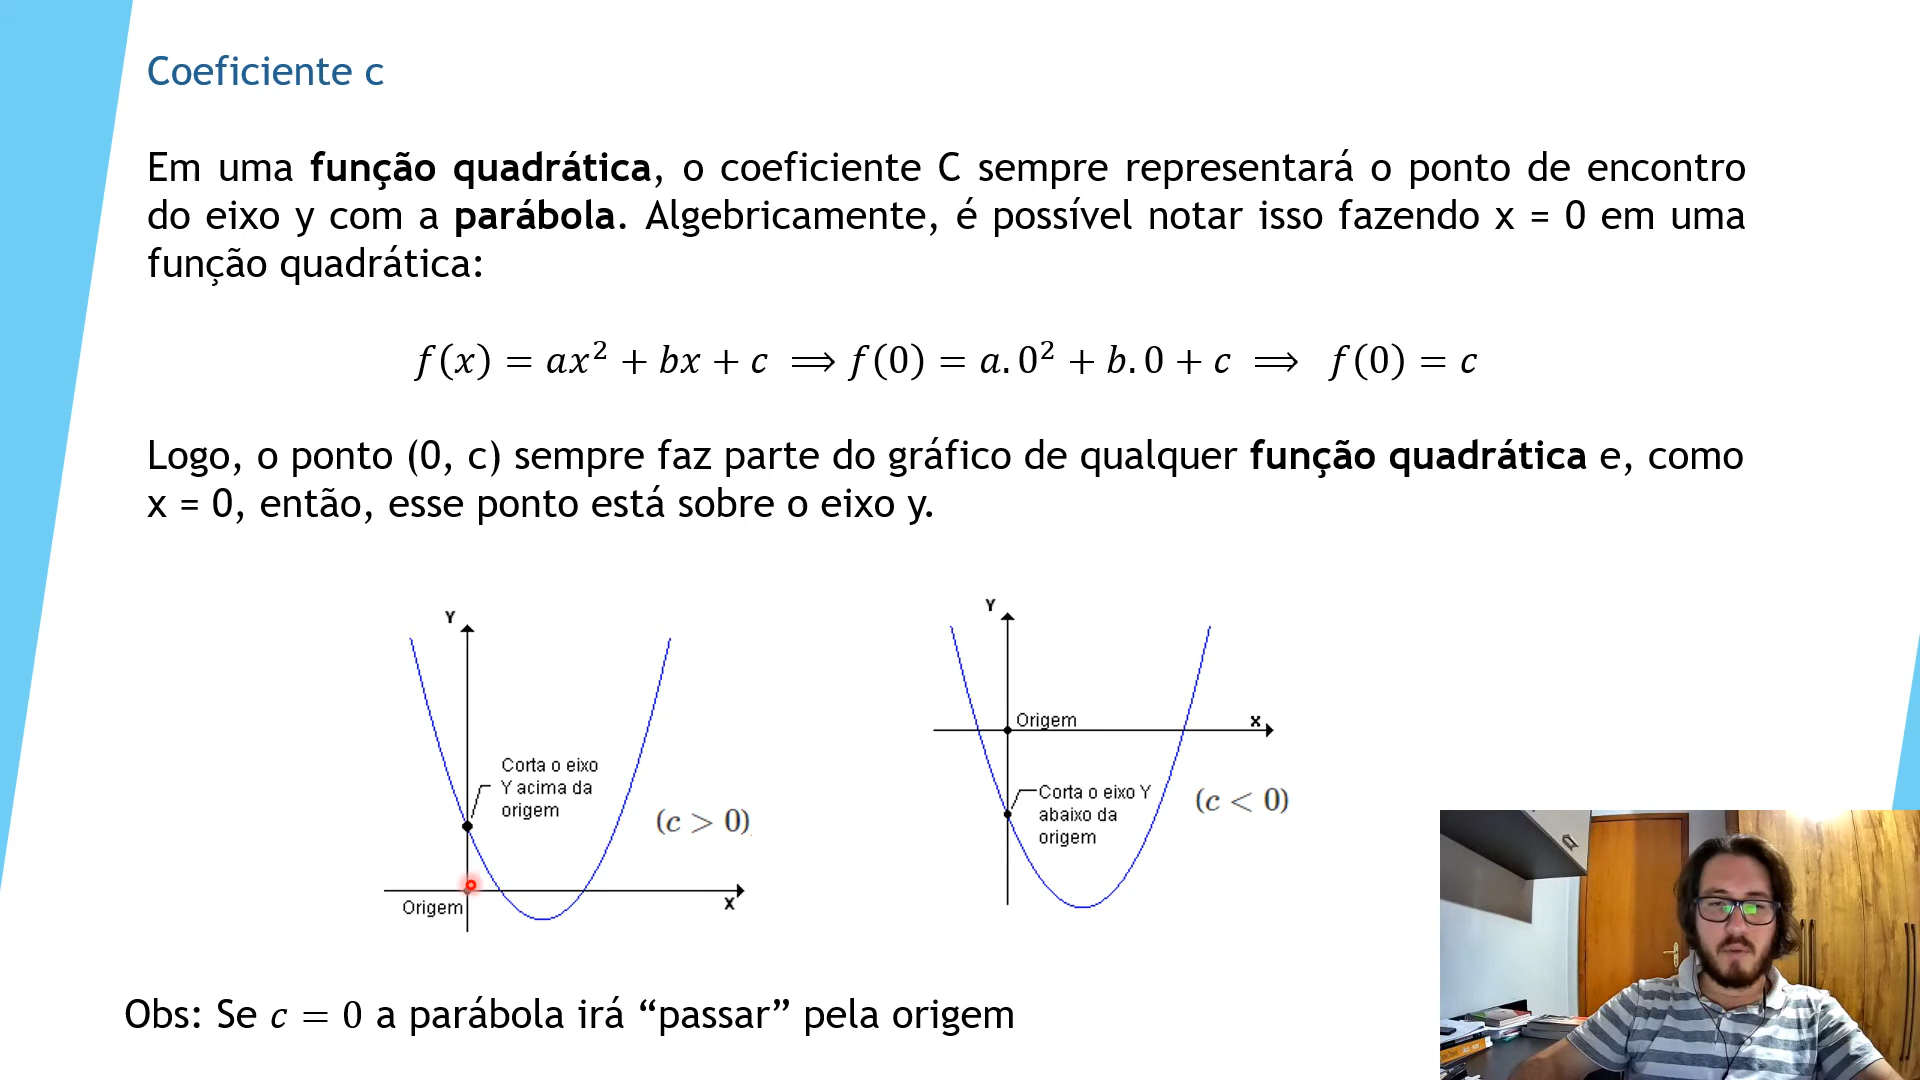 Coeficiente c
Em uma função quadrática, o coeficiente C sempre representará o ponto de encontro
do eixo y com a parábola. Algebricamente, é possível notar isso fazendo x = 0 em uma
função quadrática:
f(x) = ax² + bx + c ⟹ f(0) = a.0² + b.0 + c ⟹ f(0) = c
Logo, o ponto (0, c) sempre faz parte do gráfico de qualquer função quadrática e, como
x = 0, então, esse ponto está sobre o eixo y.
Y
Corta o eixo
Y acima da
origem
(c > 0)
Origem
X
Y
Origem
X
Corta o eixo Y
abaixo da
origem
(c < 0)
Obs: Se c = 0 a parábola irá “passar” pela origem